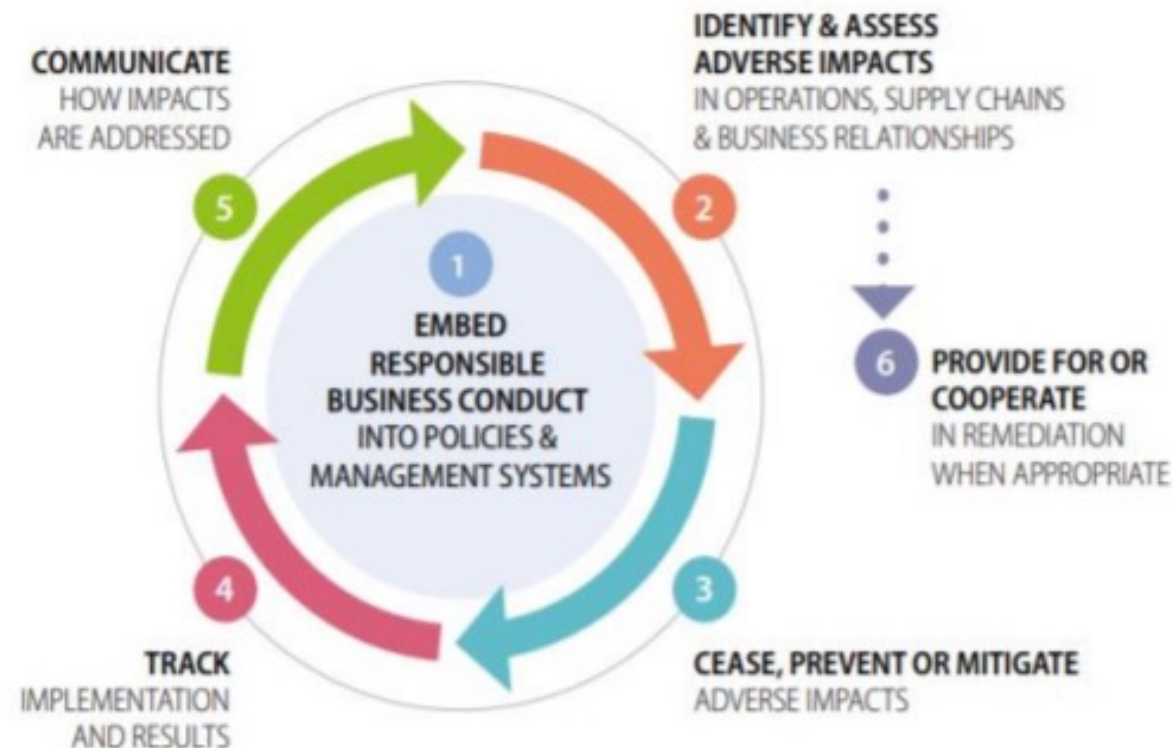 1
EMBED
RESPONSIBLE
BUSINESS CONDUCT
INTO POLICIES &
MANAGEMENT SYSTEMS
2
IDENTIFY & ASSESS
ADVERSE IMPACTS
IN OPERATIONS, SUPPLY CHAINS
& BUSINESS RELATIONSHIPS
3
CEASE, PREVENT OR MITIGATE
ADVERSE IMPACTS
4
TRACK
IMPLEMENTATION
AND RESULTS
5
COMMUNICATE
HOW IMPACTS
ARE ADDRESSED
6
PROVIDE FOR OR
COOPERATE
IN REMEDIATION
WHEN APPROPRIATE